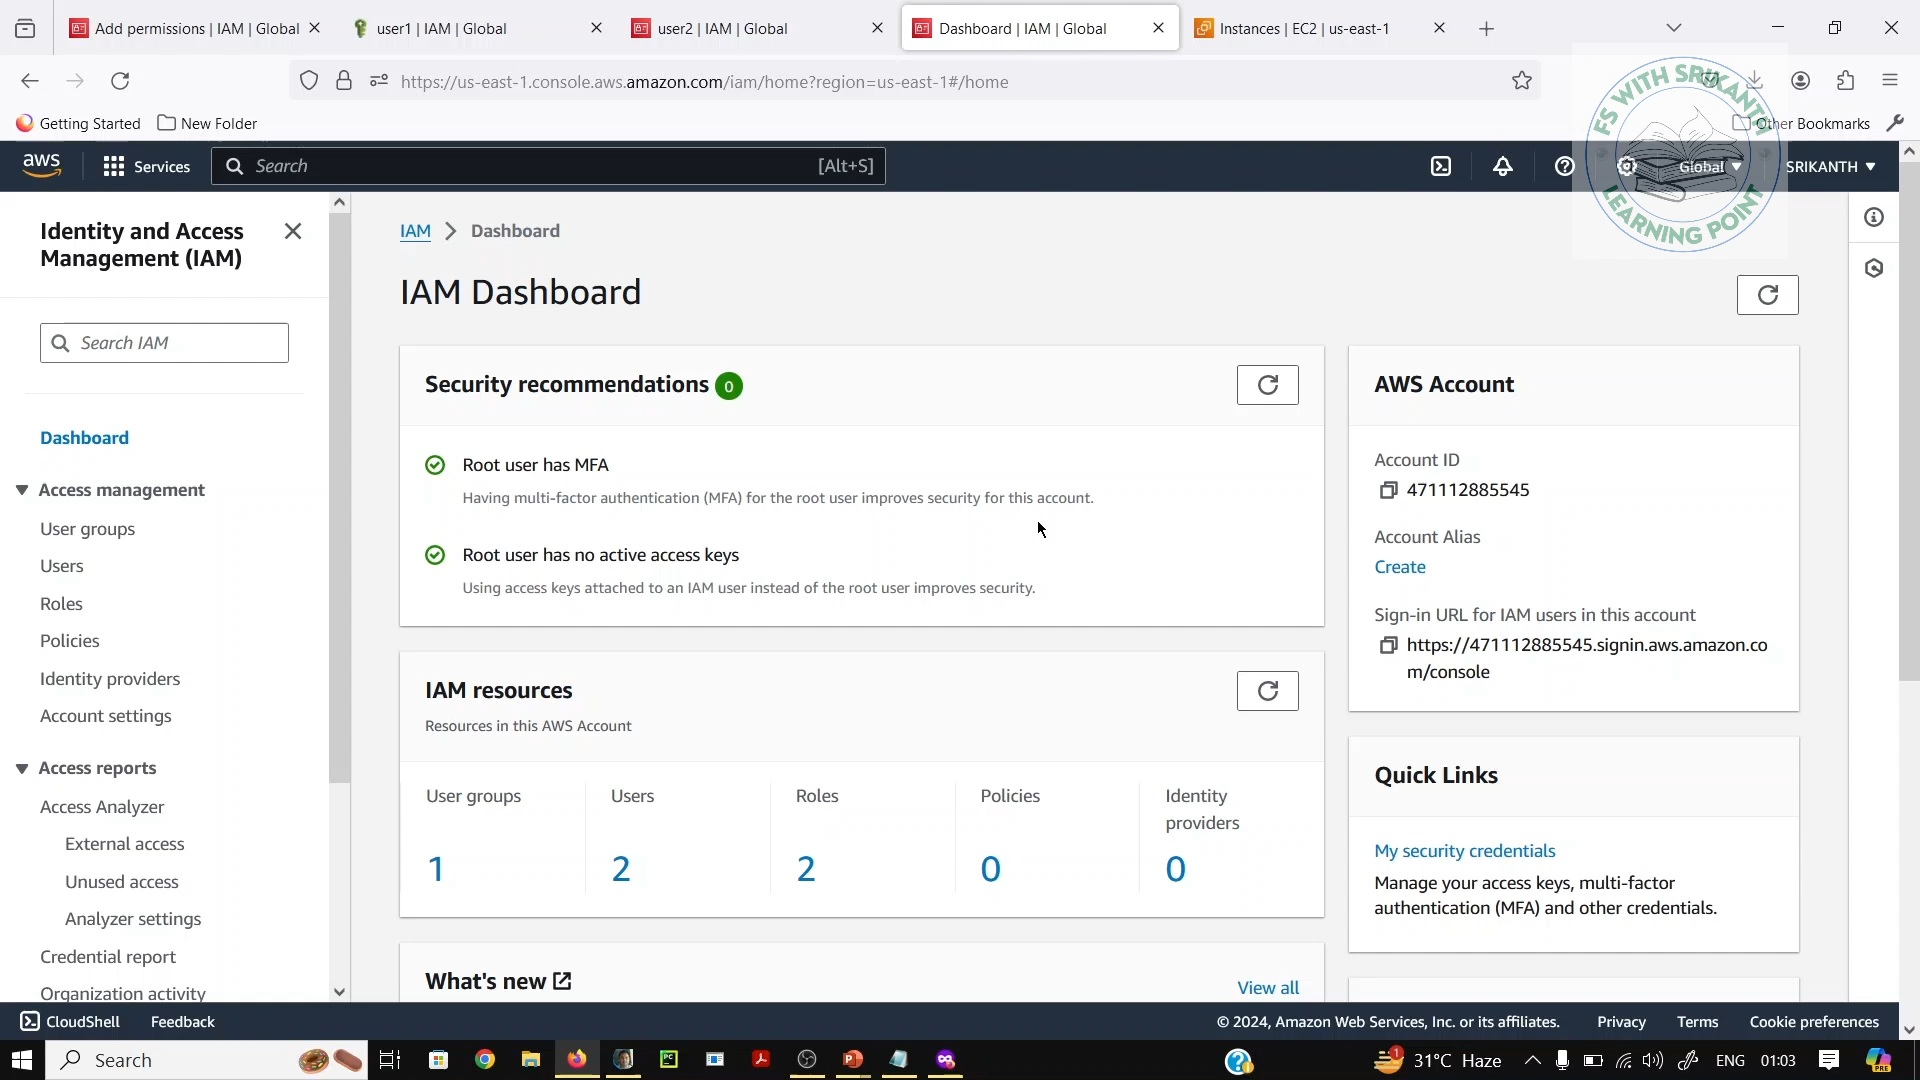 Add permissions | IAM | Global
user1 | IAM | Global
user2 | IAM | Global
Dashboard | IAM | Global
Instances | EC2 | us-east-1
https://us-east-1.console.aws.amazon.com/iam/home?region=us-east-1#/home
Getting Started
New Folder
Other Bookmarks
FS WITH SRIKANTH
LEARNING POINT
aws
Services
Search
[Alt+S]
Global
SRIKANTH
Identity and Access
Management (IAM)
Search IAM
Dashboard
Access management
User groups
Users
Roles
Policies
Identity providers
Account settings
Access reports
Access Analyzer
External access
Unused access
Analyzer settings
Credential report
Organization activity
IAM
Dashboard
IAM Dashboard
Security recommendations 0
Root user has MFA
Having multi-factor authentication (MFA) for the root user improves security for this account.
Root user has no active access keys
Using access keys attached to an IAM user instead of the root user improves security.
IAM resources
Resources in this AWS Account
User groups
1
Users
2
Roles
2
Policies
0
Identity
providers
0
What's new
View all
AWS Account
Account ID
471112885545
Account Alias
Create
Sign-in URL for IAM users in this account
https://471112885545.signin.aws.amazon.co
m/console
Quick Links
My security credentials
Manage your access keys, multi-factor
authentication (MFA) and other credentials.
CloudShell
Feedback
© 2024, Amazon Web Services, Inc. or its affiliates.
Privacy
Terms
Cookie preferences
Search
1
31°C Haze
ENG
01:03
PRE